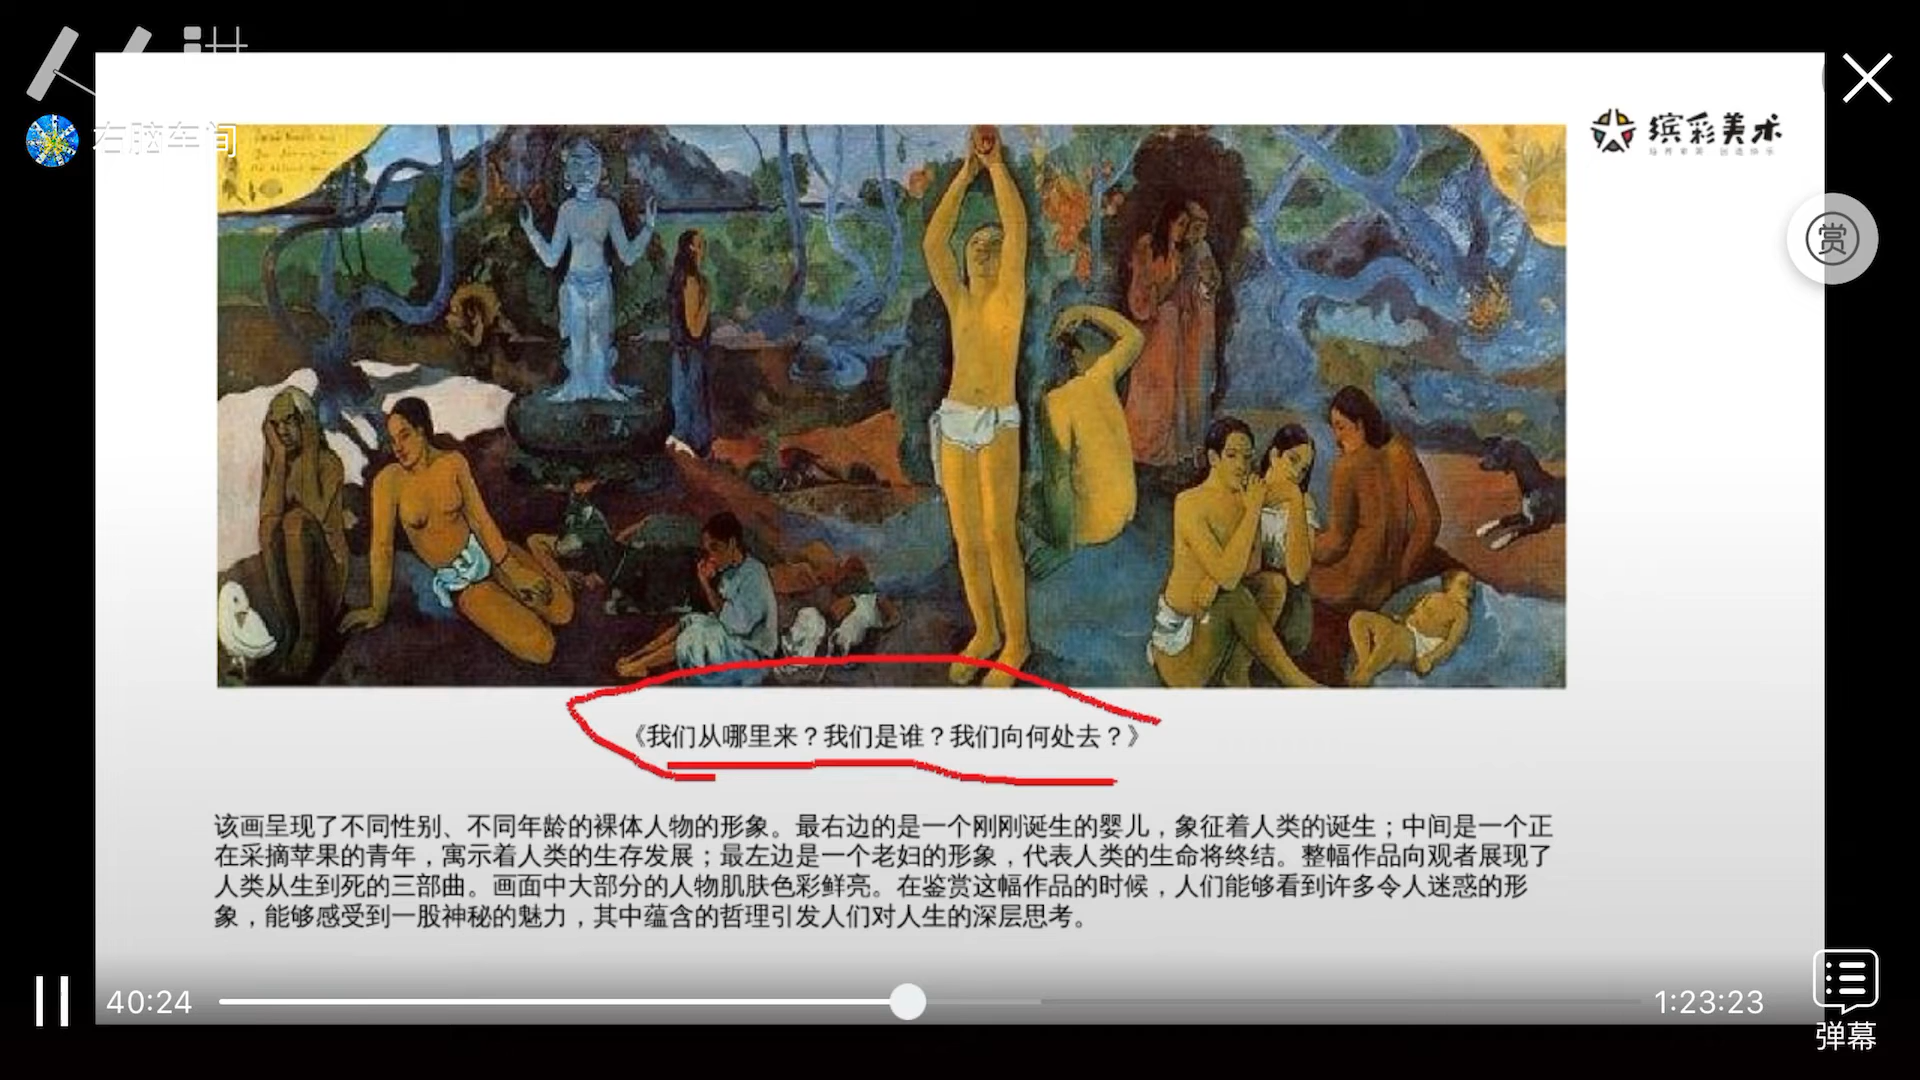 右脑车间
缤彩美术
赏
《我们从哪里来？我们是谁？我们向何处去？》
该画呈现了不同性别、不同年龄的裸体人物的形象。最右边的是一个刚刚诞生的婴儿，象征着人类的诞生；中间是一个正
在采摘苹果的青年，寓示着人类的生存发展；最左边是一个老妇的形象，代表人类的生命将终结。整幅作品向观者展现了
人类从生到死的三部曲。画面中大部分的人物肌肤色彩鲜亮。在鉴赏这幅作品的时候，人们能够看到许多令人迷惑的形
象，能够感受到一股神秘的魅力，其中蕴含的哲理引发人们对人生的深层思考。
40:24
1:23:23
弹幕